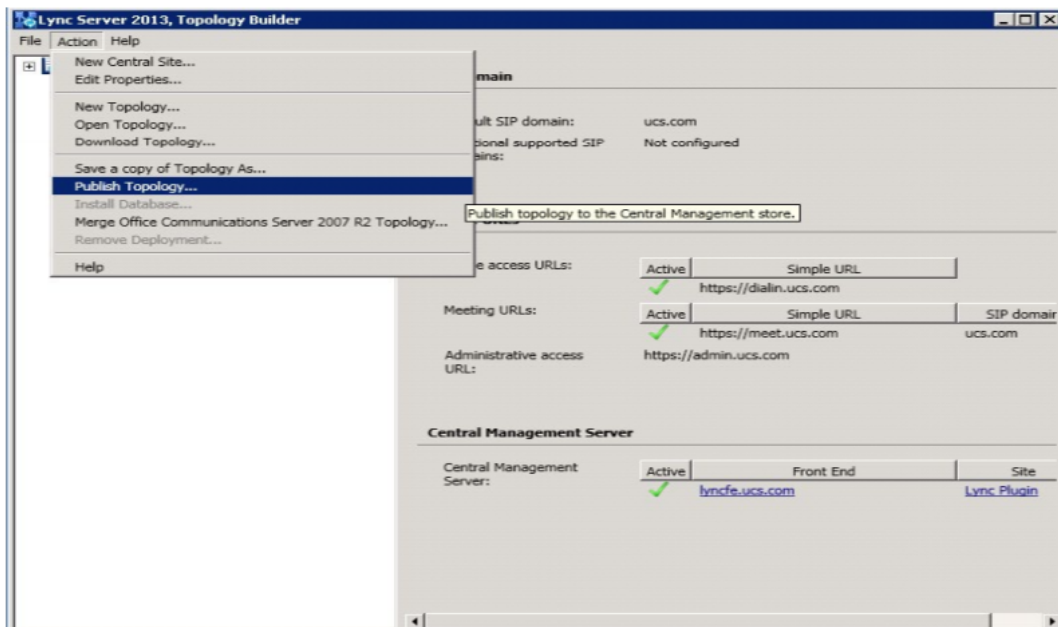 Lync Server 2013, Topology Builder
File Action Help
New Central Site...
Edit Properties...
New Topology...
Open Topology...
Download Topology...
Save a copy of Topology As...
Publish Topology...
Install Database...
Merge Office Communications Server 2007 R2 Topology...
Remove Deployment...
Help
Publish topology to the Central Management store.
main
ult SIP domain: ucs.com
tional supported SIP Not configured
ains:
e access URLs: Active Simple URL
https://dialin.ucs.com
Meeting URLs: Active Simple URL SIP domain
https://meet.ucs.com ucs.com
Administrative access https://admin.ucs.com
URL:
Central Management Server
Central Management Active Front End Site
Server:
lyncfe.ucs.com Lync Plugin